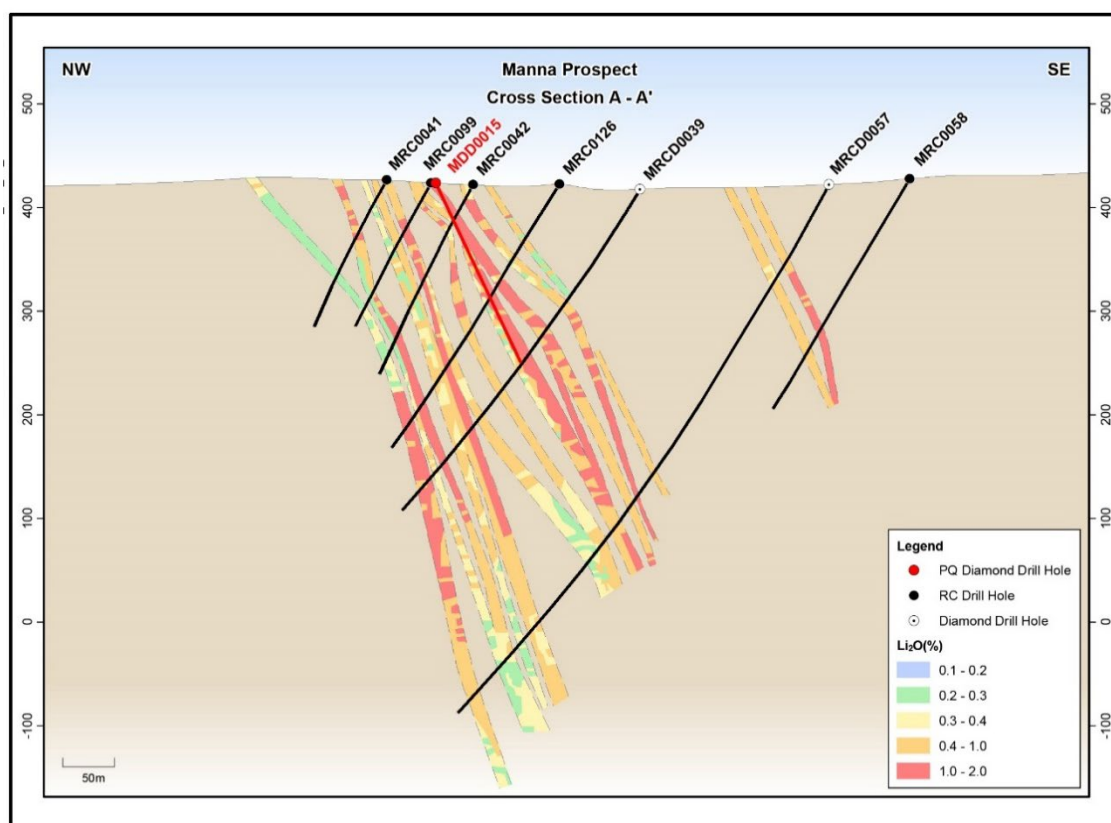 NW
Manna Prospect
SE
Cross Section A - A'
MRC0041
MRC0099
MDD0015
MRC0042
MRC0126
MRCD0039
MRCD0057
MRC0058
500
400
300
200
100
0
-100
500
400
300
200
100
0
-100
50m
Legend
PQ Diamond Drill Hole
RC Drill Hole
Diamond Drill Hole
Li₂O(%)
0.1 - 0.2
0.2 - 0.3
0.3 - 0.4
0.4 - 1.0
1.0 - 2.0